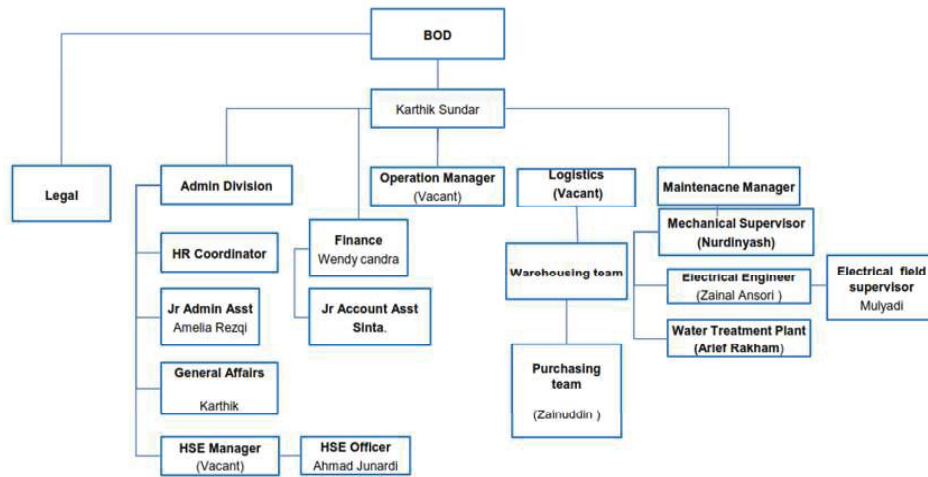 BOD
Karthik Sundar
Legal
Admin Division
Operation Manager
(Vacant)
Logistics
(Vacant)
Maintenacne Manager
Mechanical Supervisor
(Nurdinyash)
HR Coordinator
Finance
Wendy candra
Warehouseing team
Electrical Engineer
(Zainal Ansori )
Electrical field
supervisor
Mulyadi
Jr Admin Asst
Amelia Rezqi
Jr Account Asst
Sinta.
Water Treatment Plant
(Arief Rakham)
General Affairs
Karthik
Purchasing
team
(Zainuddin )
HSE Manager
(Vacant)
HSE Officer
Ahmad Junardi